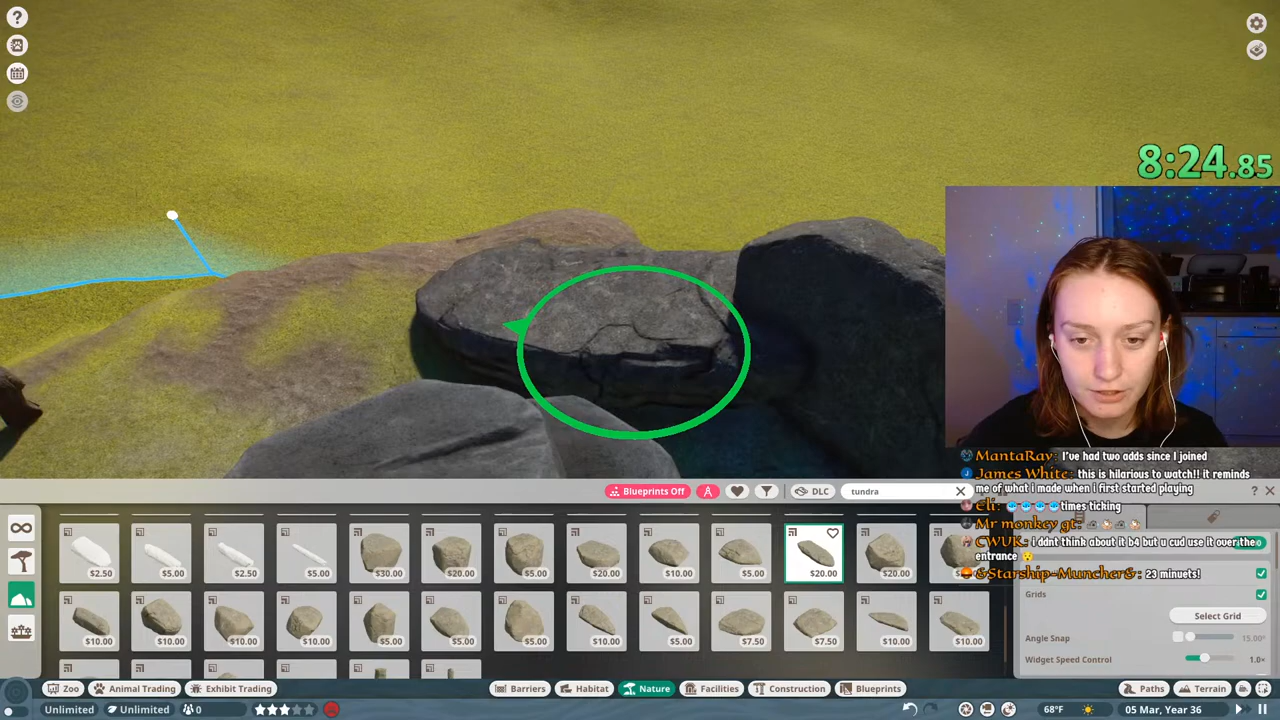 ?
8:24.85
MantaRay: I've had two adds since I joined
James White: this is hilarious to watch!! it reminds
me of what i made when i first started playing
Eli: times ticking
Mr monkey gt:
CWUK: i ddnt think about it b4 but u cud use it over the
entrance
&Starship-Muncher&: 23 minuets!
Blueprints Off
DLC
tundra
?
$2.50 $5.00 $2.50 $5.00 $30.00 $20.00 $5.00 $20.00 $10.00 $5.00 $20.00 $20.00
$10.00 $10.00 $10.00 $10.00 $5.00 $5.00 $5.00 $10.00 $5.00 $7.50 $7.50 $10.00 $10.00
Grids
Select Grid
Angle Snap 15.00°
Widget Speed Control 1.0×
Zoo Animal Trading Exhibit Trading Barriers Habitat Nature Facilities Construction Blueprints Paths Terrain
Unlimited Unlimited 0 68°F 05 Mar, Year 36